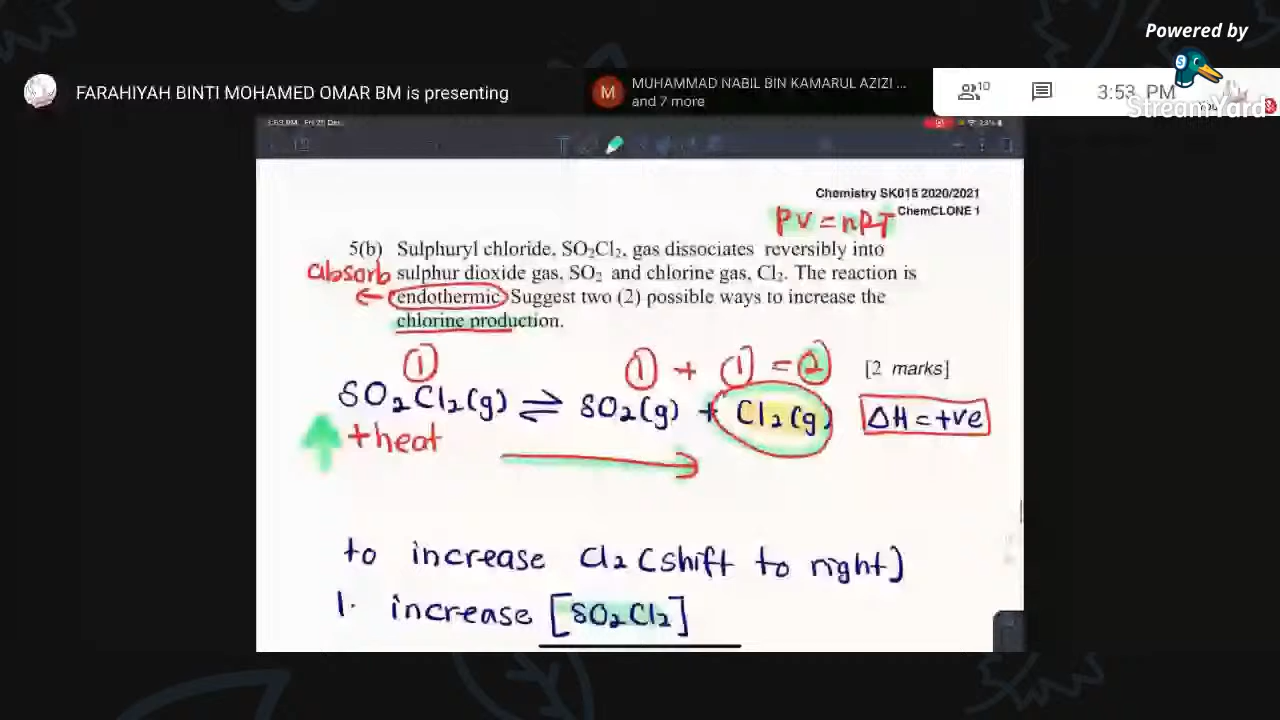 Powered by
StreamYard
FARAHIYAH BINTI MOHAMED OMAR BM is presenting
M
MUHAMMAD NABIL BIN KAMARUL AZIZI ...
and 7 more
10
3:53 PM
Chemistry SK015 2020/2021
ChemCLONE 1
PV = nRT
5(b) Sulphuryl chloride, SO₂Cl₂, gas dissociates reversibly into
absorb
sulphur dioxide gas, SO₂ and chlorine gas, Cl₂. The reaction is
← endothermic. Suggest two (2) possible ways to increase the
chlorine production.
① ① + ① = ②
[2 marks]
SO₂Cl₂(g) ⇌ SO₂(g) + Cl₂(g) ΔH = +ve
+ heat
to increase Cl₂ (shift to right)
1. increase [SO₂Cl₂]